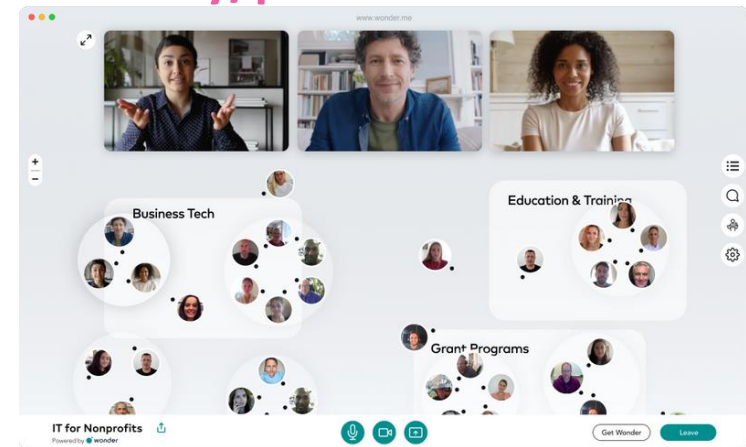 www.wonder.me
Business Tech
Education & Training
Grant Programs
IT for Nonprofits
Powered by wonder
Get Wonder
Leave